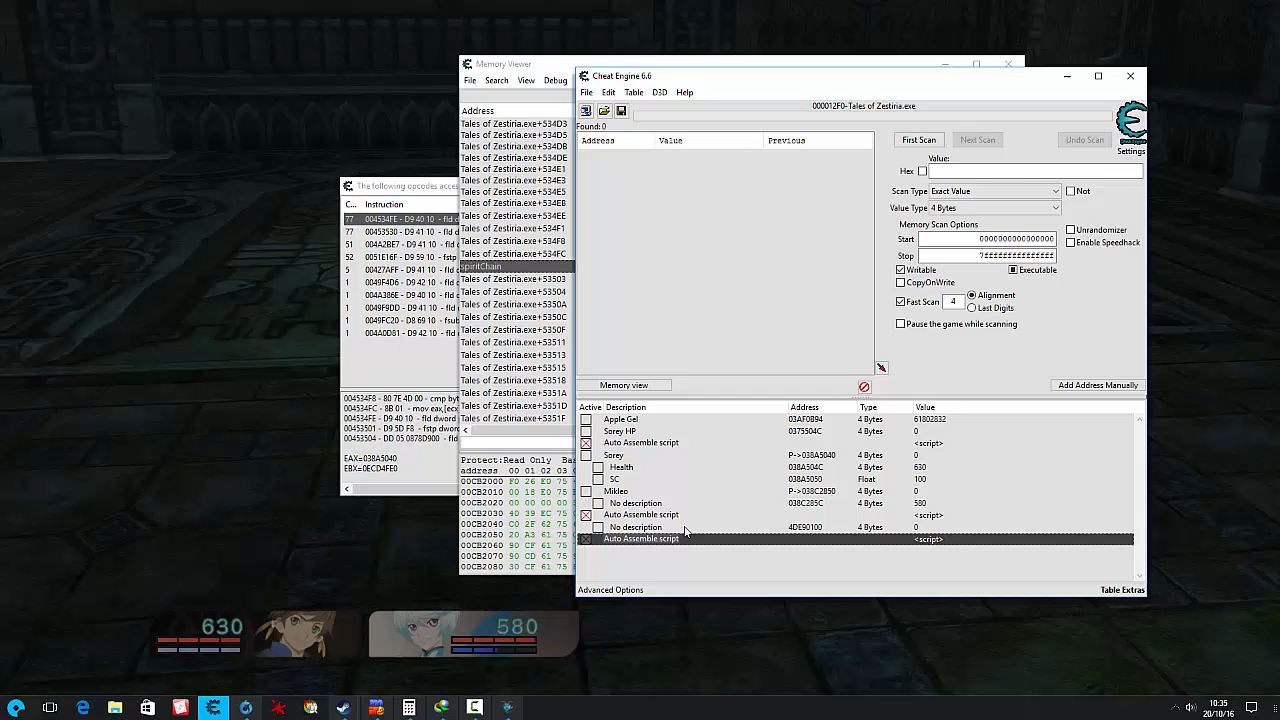 Memory Viewer
File Search View Debug
Address
Tales of Zestiria.exe+534D3
Tales of Zestiria.exe+534D5
Tales of Zestiria.exe+534DB
Tales of Zestiria.exe+534DE
Tales of Zestiria.exe+534E1
Tales of Zestiria.exe+534E3
Tales of Zestiria.exe+534E5
Tales of Zestiria.exe+534EB
Tales of Zestiria.exe+534EE
Tales of Zestiria.exe+534F1
Tales of Zestiria.exe+534F8
Tales of Zestiria.exe+534FC
spiritChain
Tales of Zestiria.exe+53503
Tales of Zestiria.exe+53504
Tales of Zestiria.exe+5350A
Tales of Zestiria.exe+5350C
Tales of Zestiria.exe+5350F
Tales of Zestiria.exe+53511
Tales of Zestiria.exe+53513
Tales of Zestiria.exe+53515
Tales of Zestiria.exe+53518
Tales of Zestiria.exe+5351A
Tales of Zestiria.exe+5351D
Tales of Zestiria.exe+5351F
Protect:Read Only Ba
address 00 01 02 03
00CB2000 F0 26 E0 75
00CB2010 00 18 E0 75
00CB2020 00 00 00 00
00CB2030 40 39 EC 75
00CB2040 C0 2F 62 75
00CB2050 20 A3 61 75
00CB2060 90 CF 61 75
00CB2070 90 CD 61 75
00CB2080 30 CF 61 75
The following opcodes acces
C... Instruction
77 004534FE - D9 40 10 - fld d
77 00453530 - D9 41 10 - fld d
51 004A2BE7 - D9 41 10 - fld d
52 0051E16F - D9 59 10 - fstp
5 00427AFF - D9 41 10 - fld d
1 0049F4D6 - D9 42 10 - fld d
1 004A386E - D9 40 10 - fld d
1 0049F9DD - D9 41 10 - fld d
1 0049FC20 - D8 69 10 - fsub
1 004A0D81 - D9 42 10 - fld d
004534F8 - 80 7E 4D 00 - cmp byt
004534FC - 8B 01 - mov eax,[ecx
004534FE - D9 40 10 - fld dword
00453501 - D9 5D F8 - fstp dword
00453504 - DD 05 0878D900 - fld
EAX=038A5040
EBX=0ECD4FE0
Cheat Engine 6.6
File Edit Table D3D Help
000012F0-Tales of Zestiria.exe
Found: 0
Address Value Previous
First Scan Next Scan Undo Scan
Settings
Value:
Hex
Scan Type Exact Value Not
Value Type 4 Bytes
Memory Scan Options
Start 0000000000000000
Stop 7fffffffffffffff
Unrandomizer
Enable Speedhack
Writable Executable
CopyOnWrite
Fast Scan 4 Alignment
Last Digits
Pause the game while scanning
Memory view Add Address Manually
Active Description Address Type Value
Apple Gel 03AF0894 4 Bytes 61802832
Sorey HP 0375504C 4 Bytes 0
Auto Assemble script <script>
Sorey P->038A5040 4 Bytes 0
Health 038A504C 4 Bytes 630
SC 038A5050 Float 100
Mikleo P->038C2850 4 Bytes 0
No description 038C285C 4 Bytes 580
Auto Assemble script <script>
No description 4DE90100 4 Bytes 0
Auto Assemble script <script>
Advanced Options Table Extras
630 580
10:35
20/10/16